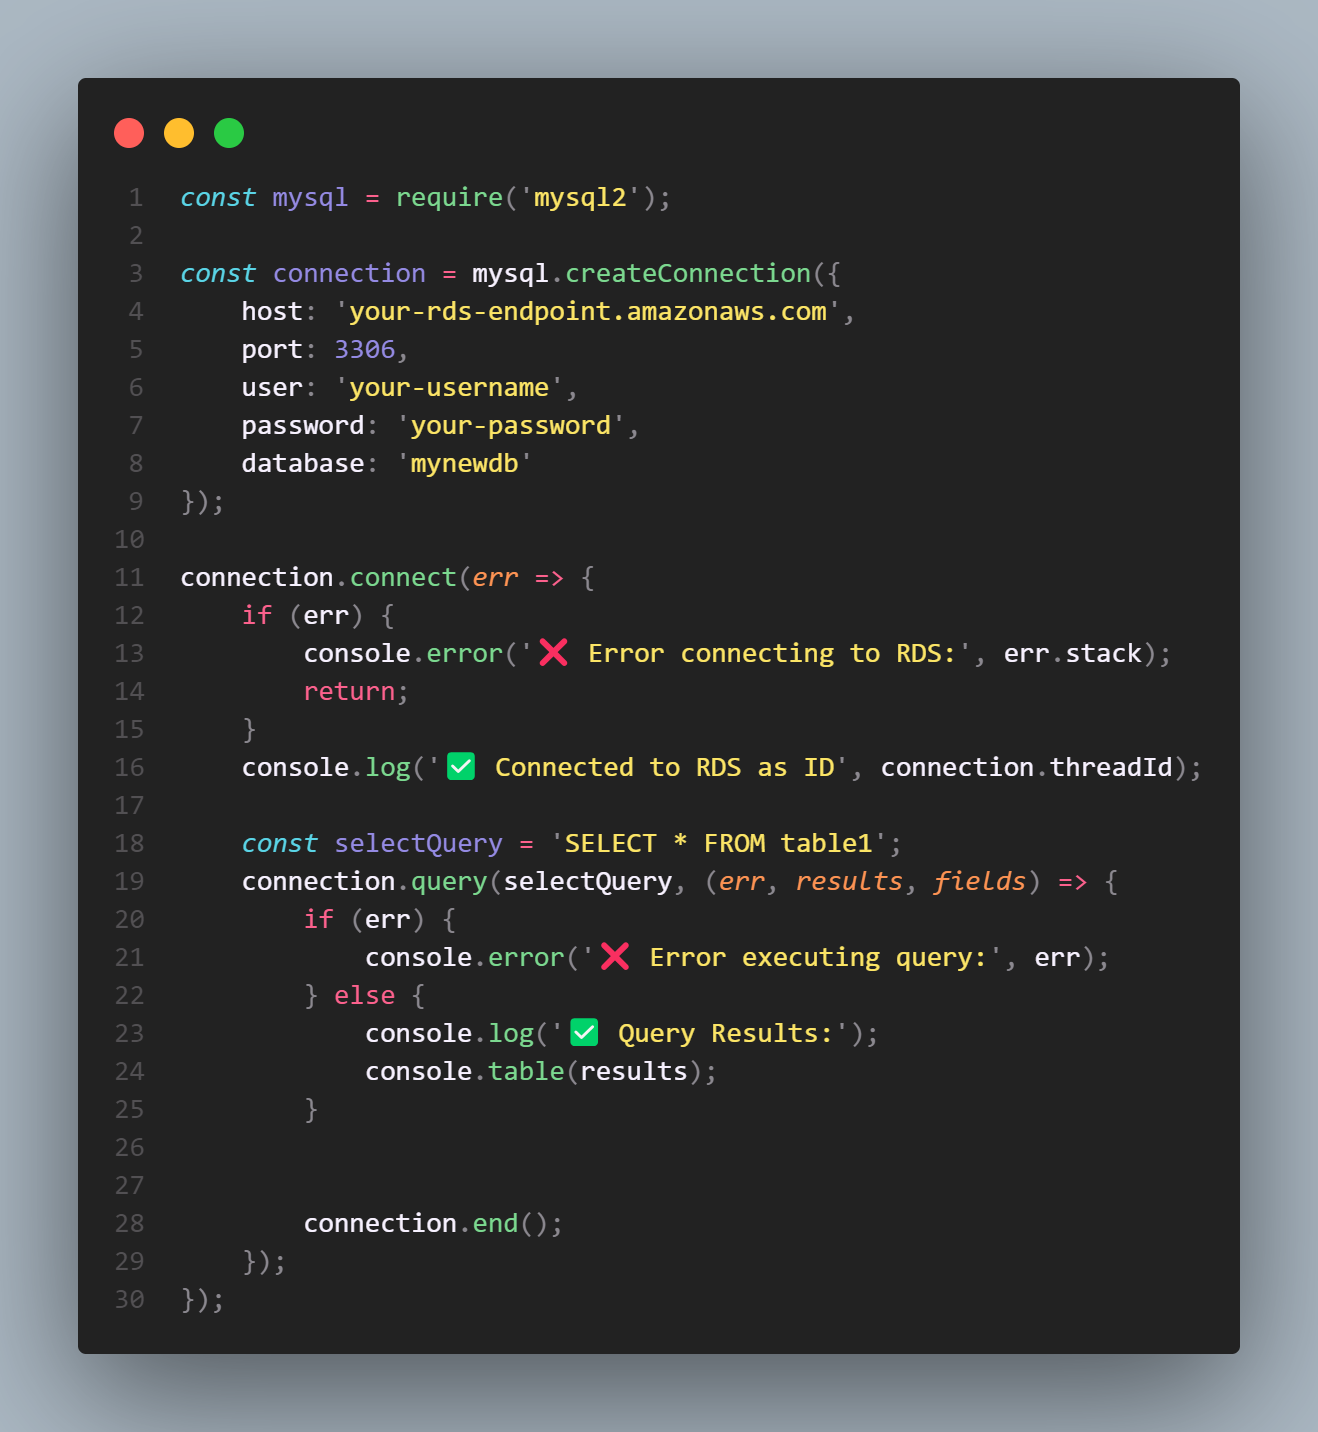 1 const mysql = require('mysql2');
2
3 const connection = mysql.createConnection({
4     host: 'your-rds-endpoint.amazonaws.com',
5     port: 3306,
6     user: 'your-username',
7     password: 'your-password',
8     database: 'mynewdb'
9 });
10
11 connection.connect(err => {
12     if (err) {
13         console.error('❌ Error connecting to RDS:', err.stack);
14         return;
15     }
16     console.log('✅ Connected to RDS as ID', connection.threadId);
17
18     const selectQuery = 'SELECT * FROM table1';
19     connection.query(selectQuery, (err, results, fields) => {
20         if (err) {
21             console.error('❌ Error executing query:', err);
22         } else {
23             console.log('✅ Query Results:');
24             console.table(results);
25         }
26
27
28         connection.end();
29     });
30 });